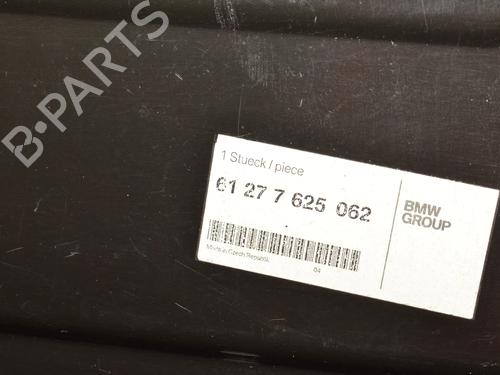 B-PARTS
1 Stueck / piece
61 27 7 625 062
BMW
GROUP
Made in Czech Republic
04